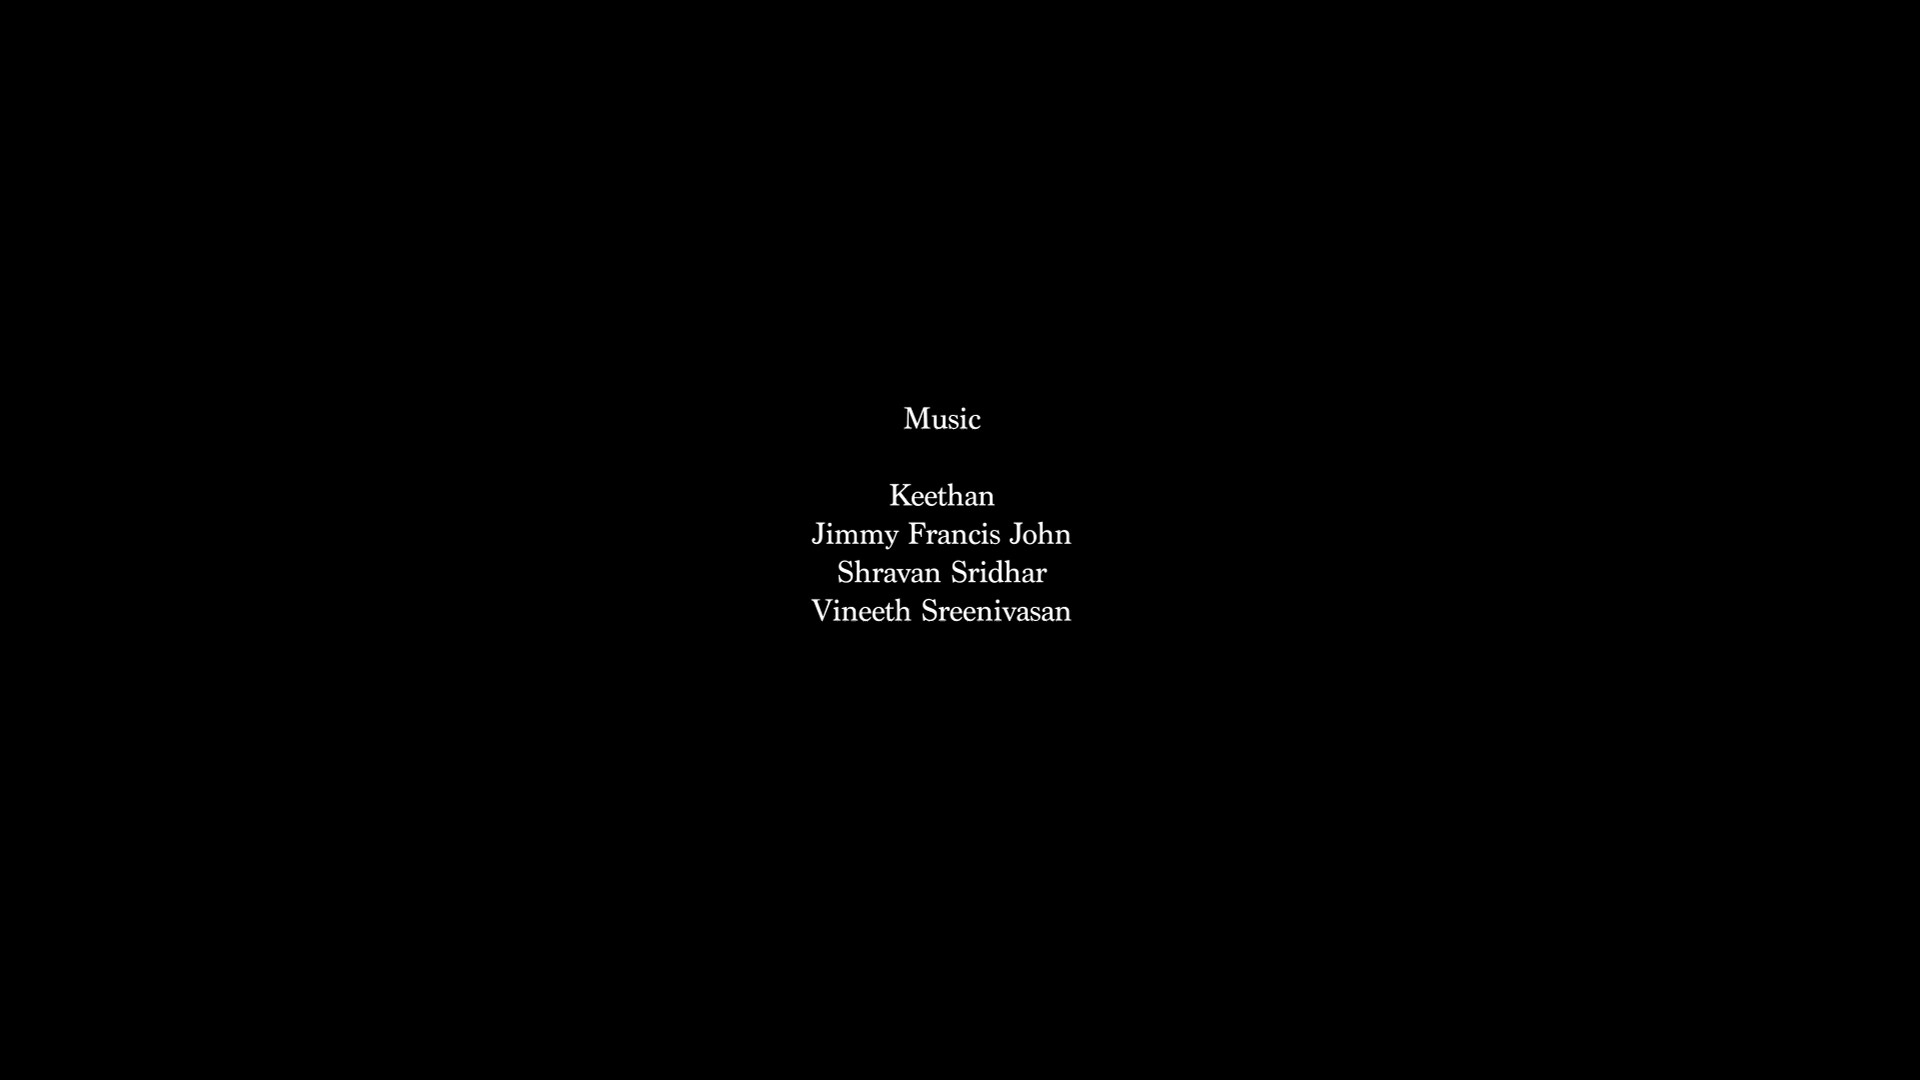 Music
Keethan
Jimmy Francis John
Shravan Sridhar
Vineeth Sreenivasan